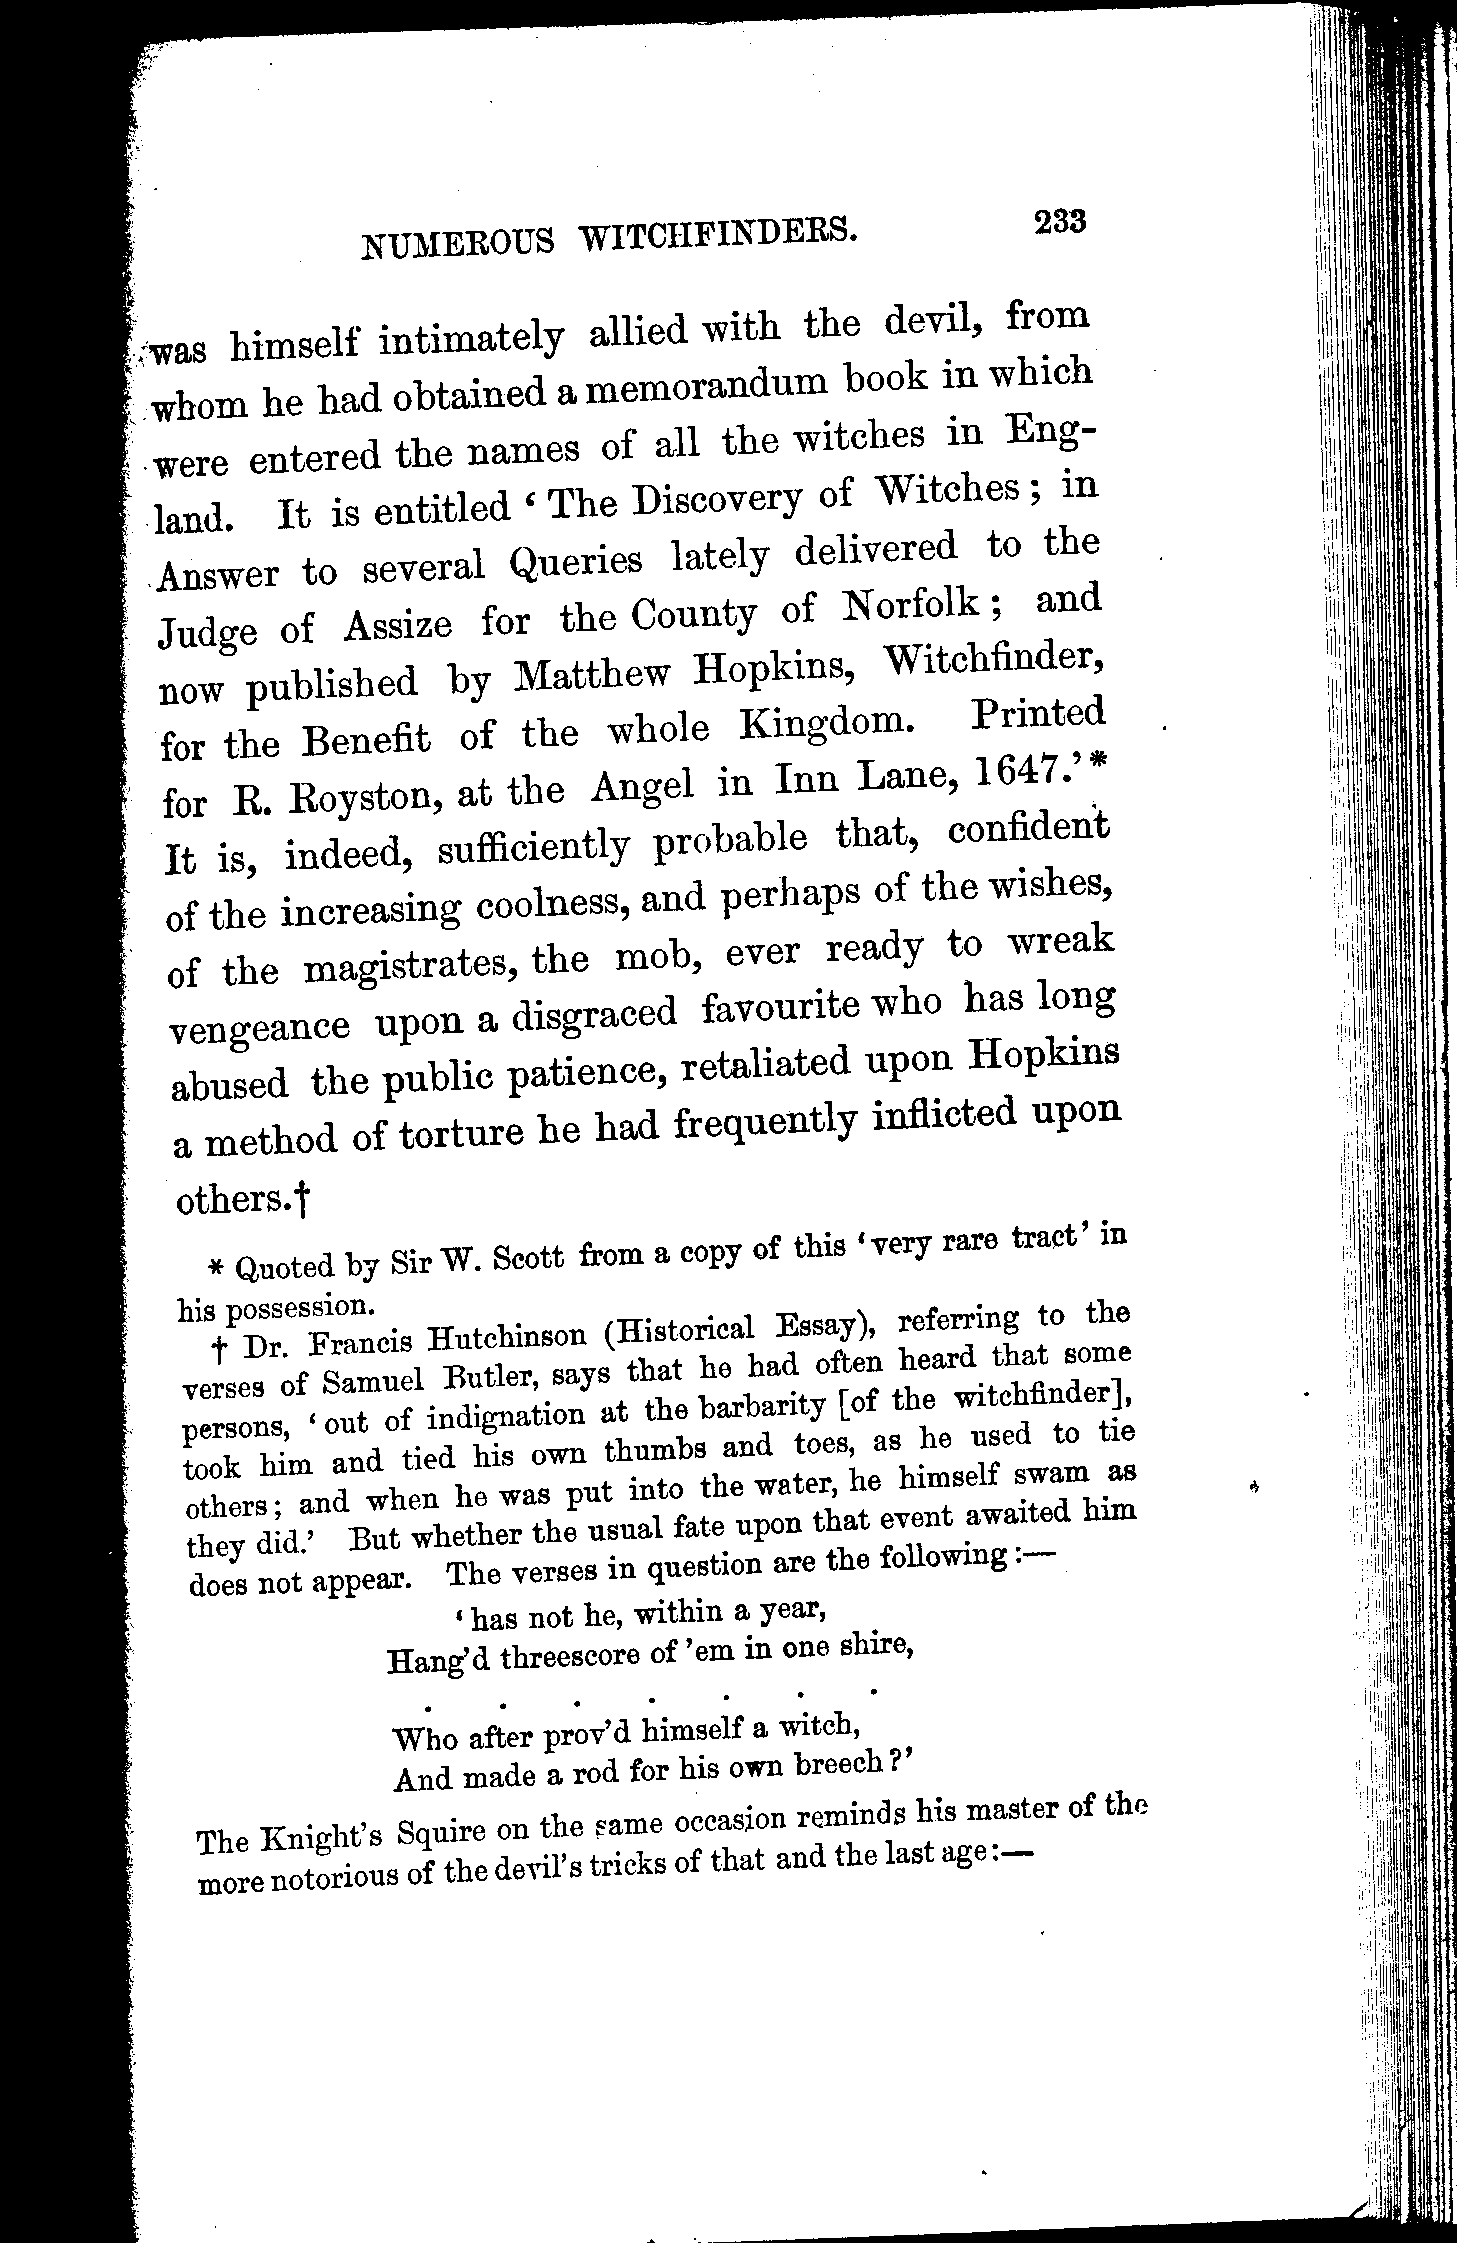 NUMEROUS WITCHFINDERS. 233
was himself intimately allied with the devil, from
whom he had obtained a memorandum book in which
were entered the names of all the witches in Eng-
land. It is entitled ‘The Discovery of Witches; in
Answer to several Queries lately delivered to the
Judge of Assize for the County of Norfolk; and
now published by Matthew Hopkins, Witchfinder,
for the Benefit of the whole Kingdom. Printed
for R. Royston, at the Angel in Inn Lane, 1647.’*
It is, indeed, sufficiently probable that, confident
of the increasing coolness, and perhaps of the wishes,
of the magistrates, the mob, ever ready to wreak
vengeance upon a disgraced favourite who has long
abused the public patience, retaliated upon Hopkins
a method of torture he had frequently inflicted upon
others.†
* Quoted by Sir W. Scott from a copy of this ‘very rare tract’ in
his possession.
† Dr. Francis Hutchinson (Historical Essay), referring to the
verses of Samuel Butler, says that he had often heard that some
persons, ‘out of indignation at the barbarity [of the witchfinder],
took him and tied his own thumbs and toes, as he used to tie
others; and when he was put into the water, he himself swam as
they did.’ But whether the usual fate upon that event awaited him
does not appear. The verses in question are the following:—
‘has not he, within a year,
Hang’d threescore of ’em in one shire,
. . . . . . .
Who after prov’d himself a witch,
And made a rod for his own breech?’
The Knight’s Squire on the same occasion reminds his master of the
more notorious of the devil’s tricks of that and the last age:—